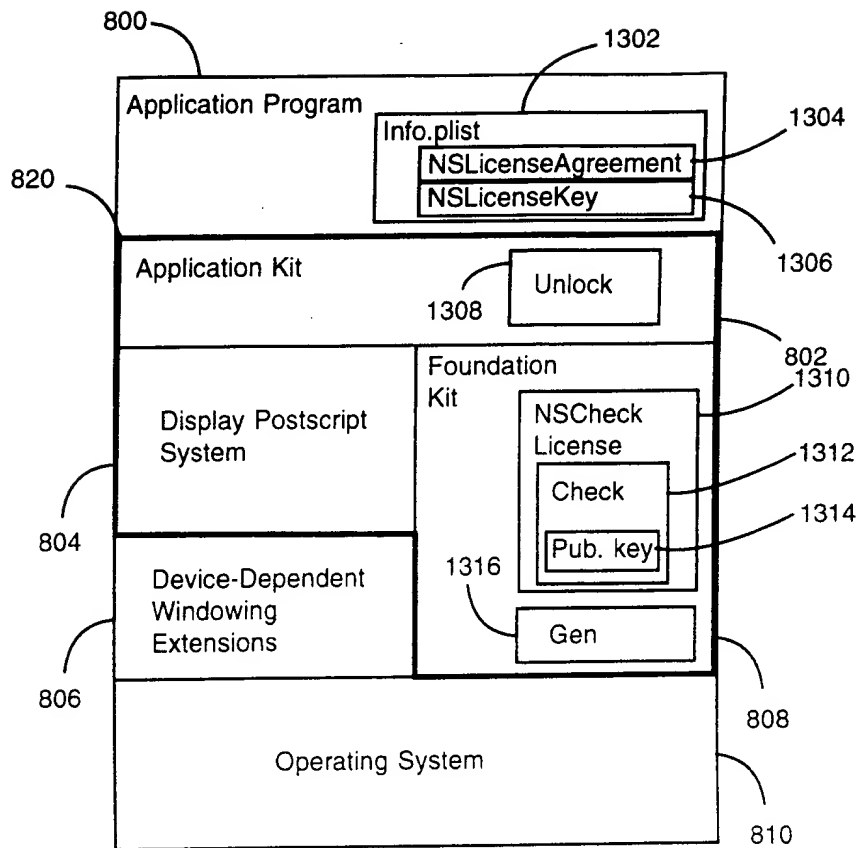 800
1302
Application Program
Info.plist
1304
NSLicenseAgreement
820
NSLicenseKey
1306
Application Kit
Unlock
1308
802
Foundation
Kit
1310
NSCheck
License
Display Postscript
System
1312
Check
1314
Pub. key
804
1316
Device-Dependent
Windowing
Extensions
Gen
806
808
Operating System
810